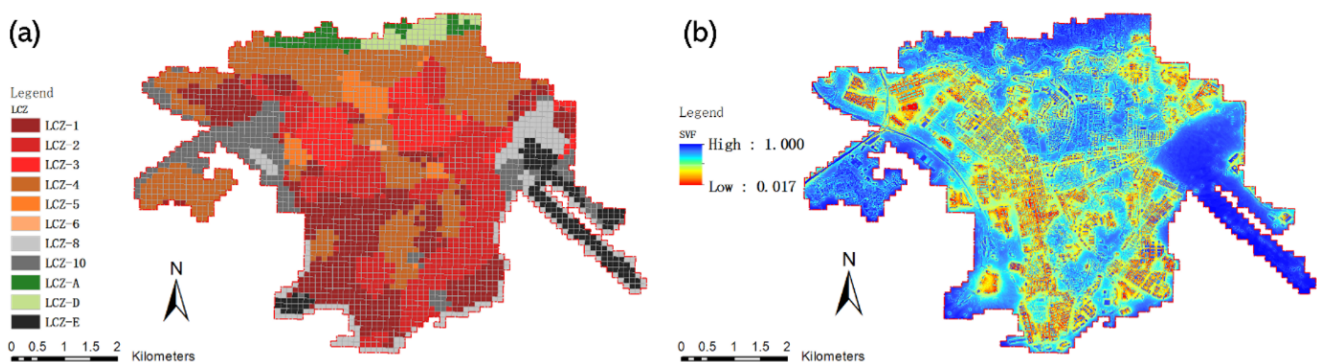 (a)
Legend
LCZ
LCZ-1
LCZ-2
LCZ-3
LCZ-4
LCZ-5
LCZ-6
LCZ-8
LCZ-10
LCZ-A
LCZ-D
LCZ-E
N
0 0.5 1 1.5 2
Kilometers
(b)
Legend
SVF
High : 1.000
Low : 0.017
N
0 0.5 1 1.5 2
Kilometers